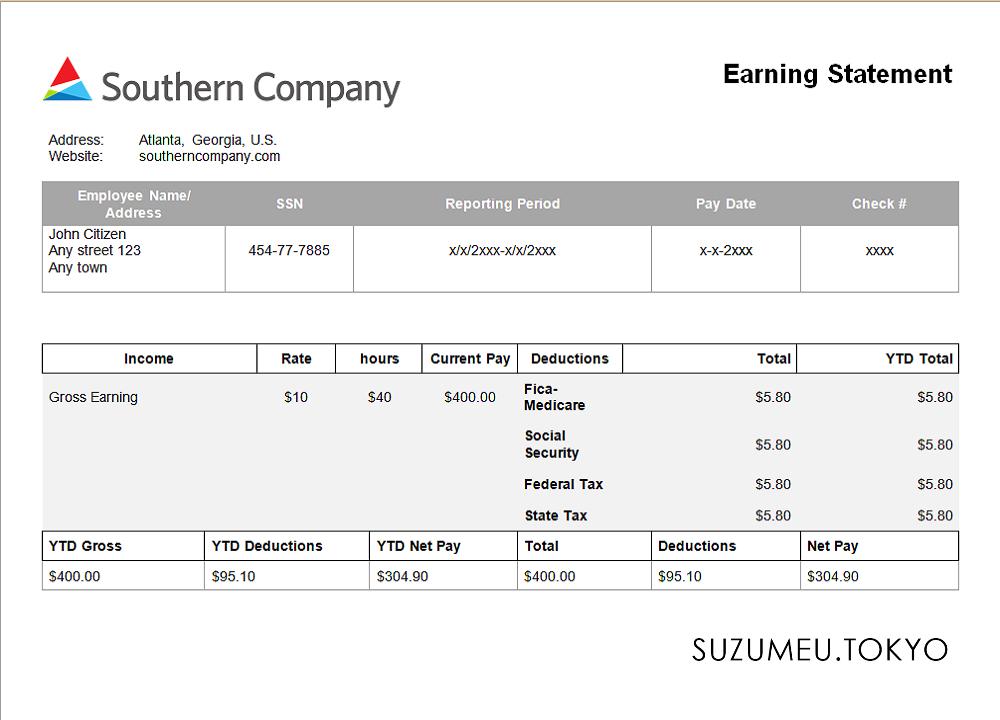 Southern Company
Earning Statement
Address: Atlanta, Georgia, U.S.
Website: southerncompany.com
Employee Name/
Address
SSN
Reporting Period
Pay Date
Check #
John Citizen
Any street 123
Any town
454-77-7885
x/x/2xxx-x/x/2xxx
x-x-2xxx
xxxx
Income Rate hours Current Pay Deductions Total YTD Total
Gross Earning $10 $40 $400.00
Fica-
Medicare
$5.80 $5.80
Social
Security
$5.80 $5.80
Federal Tax $5.80 $5.80
State Tax $5.80 $5.80
YTD Gross YTD Deductions YTD Net Pay Total Deductions Net Pay
$400.00 $95.10 $304.90 $400.00 $95.10 $304.90
SUZUMEU.TOKYO